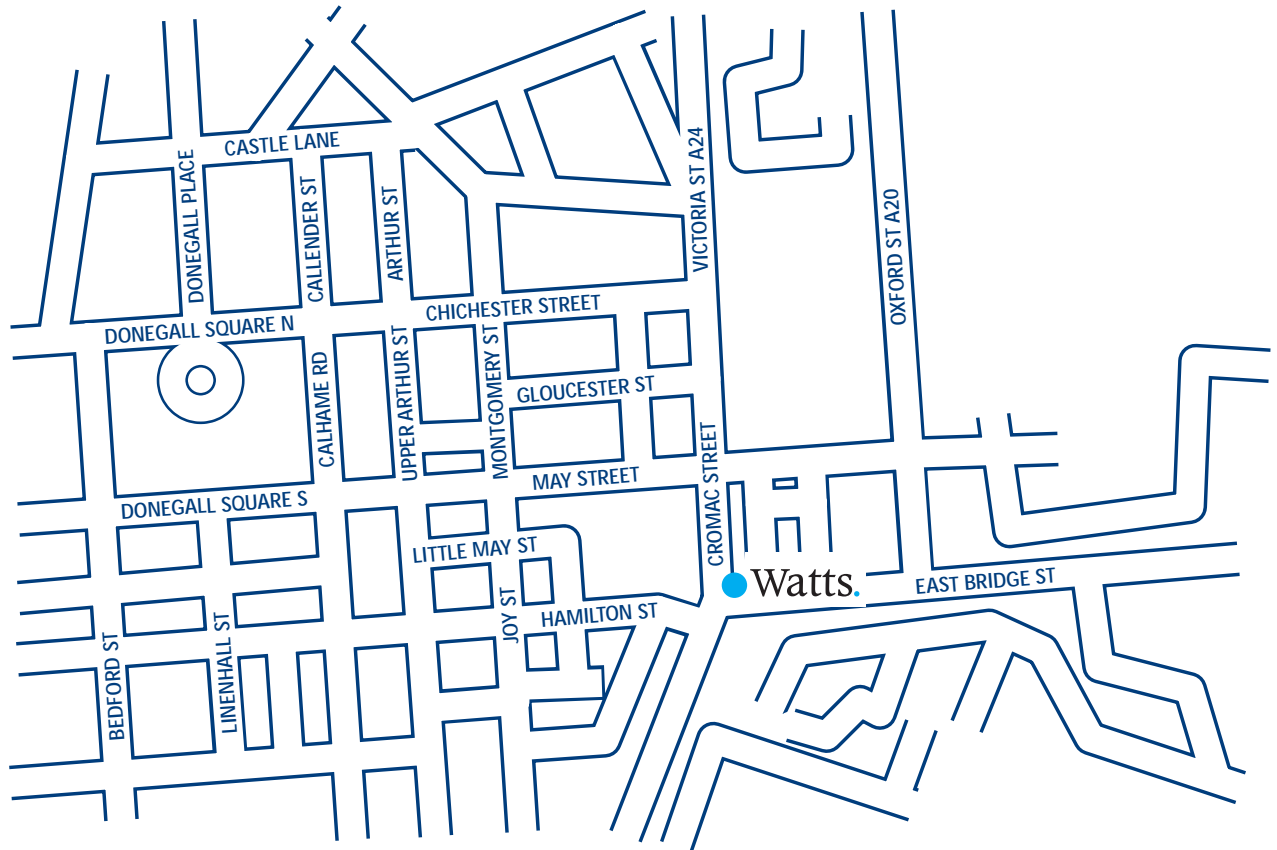 CASTLE LANE
DONEGALL PLACE
CALLENDER ST
ARTHUR ST
VICTORIA ST A24
OXFORD ST A20
DONEGALL SQUARE N
CHICHESTER STREET
CALHAME RD
UPPER ARTHUR ST
MONTGOMERY ST
GLOUCESTER ST
MAY STREET
CROMAC STREET
DONEGALL SQUARE S
LITTLE MAY ST
Watts.
EAST BRIDGE ST
JOY ST
HAMILTON ST
BEDFORD ST
LINENHALL ST